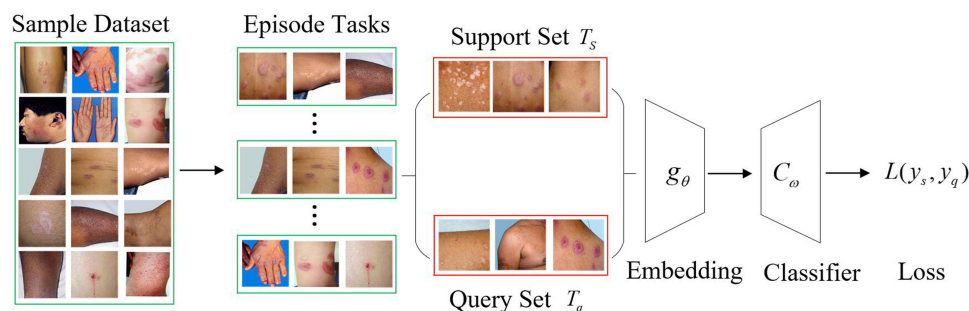 Sample Dataset
Episode Tasks
Support Set T_s
g_θ
C_ω
L(y_s, y_q)
Embedding
Classifier
Loss
Query Set T_q